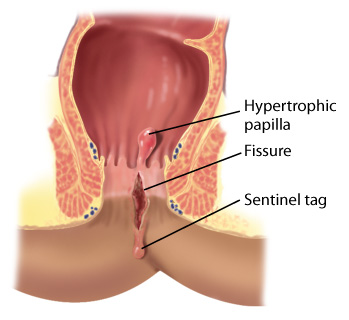 Hypertrophic
papilla
Fissure
Sentinel tag